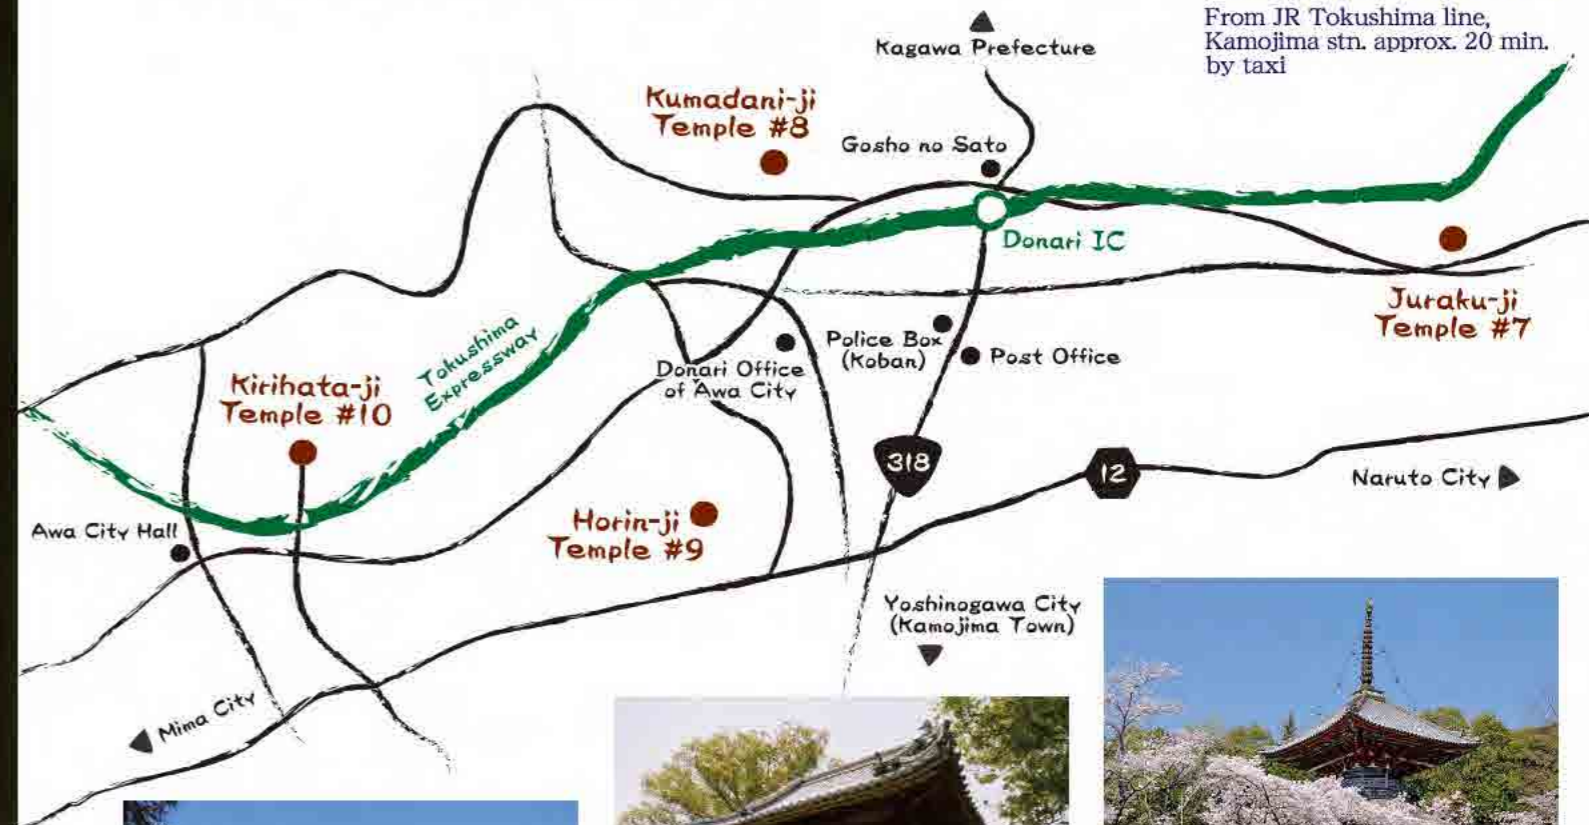 From JR Tokushima line,
Kamojima stn. approx. 20 min.
by taxi
Kagawa Prefecture
Kumadani-ji
Temple #8
Gosho no Sato
Donari IC
Juraku-ji
Temple #7
Tokushima
Expressway
Police Box
(Koban)
Post Office
Donari Office
of Awa City
Kirihata-ji
Temple #10
318
12
Naruto City
Horin-ji
Temple #9
Awa City Hall
Yoshinogawa City
(Kamojima Town)
Mima City